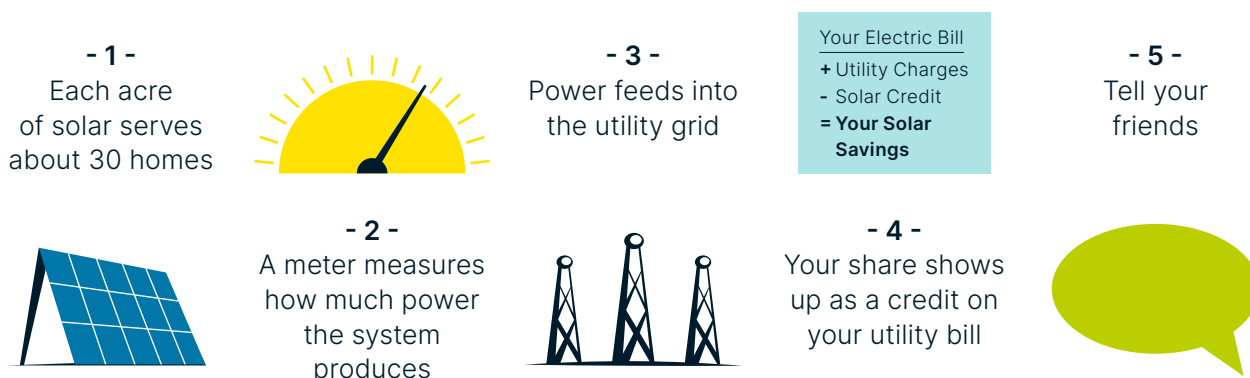 - 1 -
Each acre
of solar serves
about 30 homes
- 2 -
A meter measures
how much power
the system
produces
- 3 -
Power feeds into
the utility grid
Your Electric Bill
+ Utility Charges
- Solar Credit
= Your Solar
Savings
- 4 -
Your share shows
up as a credit on
your utility bill
- 5 -
Tell your
friends